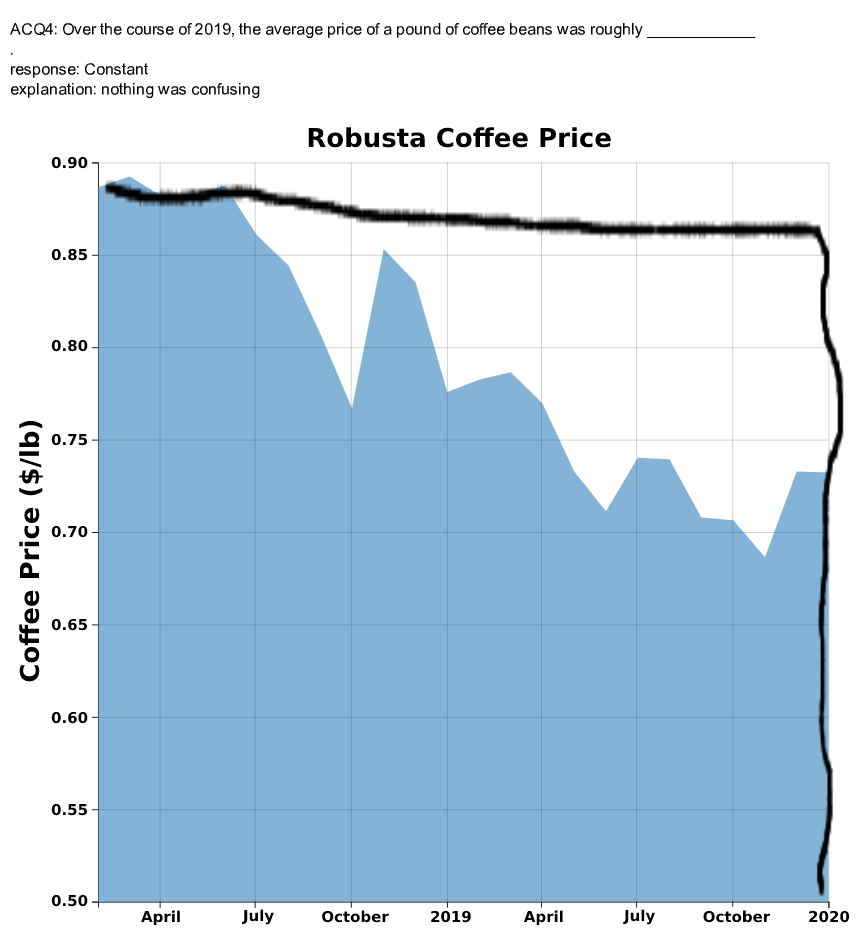 ACQ4: Over the course of 2019, the average price of a pound of coffee beans was roughly _____________
.
response: Constant
explanation: nothing was confusing
Robusta Coffee Price
Coffee Price ($/lb)
0.90
0.85
0.80
0.75
0.70
0.65
0.60
0.55
0.50
April July October 2019 April July October 2020